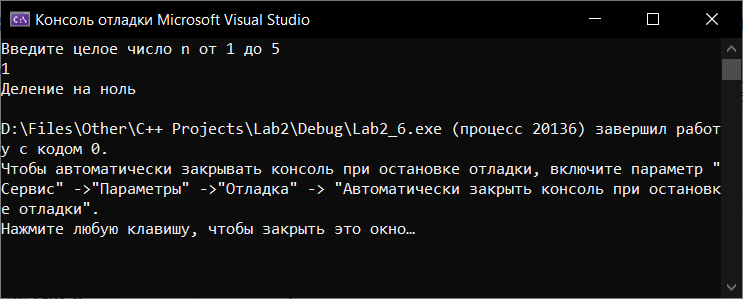 Консоль отладки Microsoft Visual Studio
Введите целое число n от 1 до 5
1
Деление на ноль
D:\Files\Other\C++ Projects\Lab2\Debug\Lab2_6.exe (процесс 20136) завершил работ
у с кодом 0.
Чтобы автоматически закрывать консоль при остановке отладки, включите параметр "
Сервис" ->"Параметры" ->"Отладка" -> "Автоматически закрыть консоль при остановк
е отладки".
Нажмите любую клавишу, чтобы закрыть это окно…